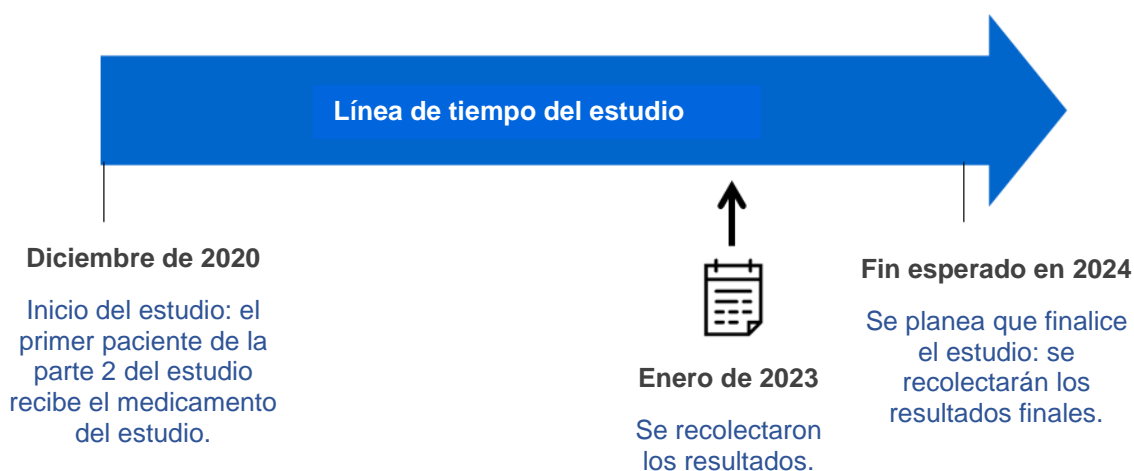 Línea de tiempo del estudio
Diciembre de 2020
Inicio del estudio: el
primer paciente de la
parte 2 del estudio
recibe el medicamento
del estudio.
Enero de 2023
Se recolectaron
los resultados.
Fin esperado en 2024
Se planea que finalice
el estudio: se
recolectarán los
resultados finales.